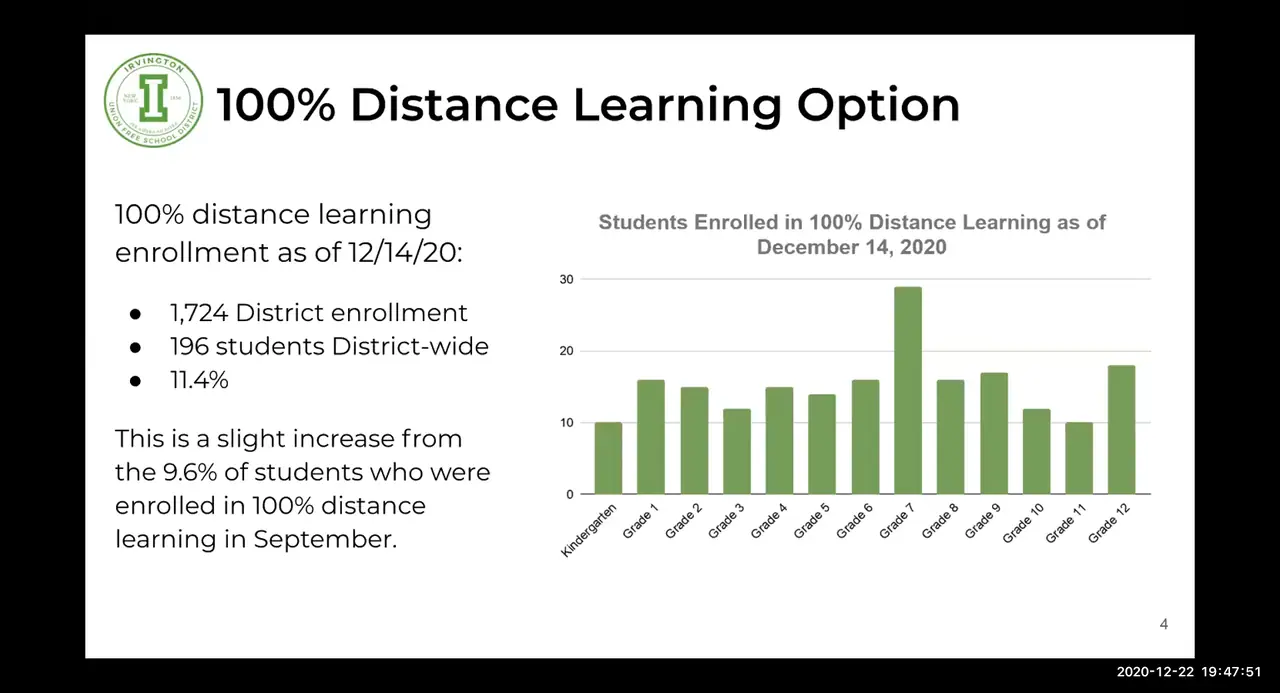 IRVINGTON
UNION FREE SCHOOL DISTRICT
I
100% Distance Learning Option
100% distance learning
enrollment as of 12/14/20:
● 1,724 District enrollment
● 196 students District-wide
● 11.4%
This is a slight increase from
the 9.6% of students who were
enrolled in 100% distance
learning in September.
Students Enrolled in 100% Distance Learning as of
December 14, 2020
30
20
10
0
Kindergarten
Grade 1
Grade 2
Grade 3
Grade 4
Grade 5
Grade 6
Grade 7
Grade 8
Grade 9
Grade 10
Grade 11
Grade 12
4
2020-12-22 19:47:51